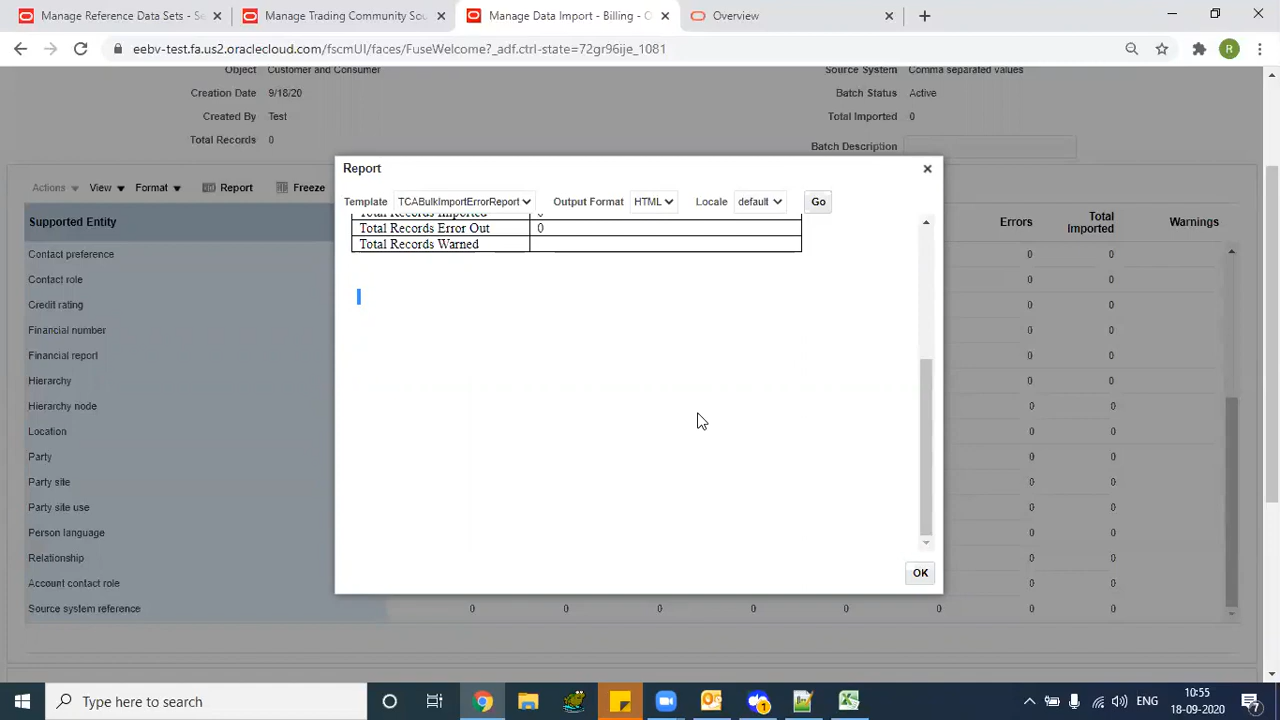 Manage Reference Data Sets - Se
Manage Trading Community Sou
Manage Data Import - Billing - O
Overview
eebv-test.fa.us2.oraclecloud.com/fscmUI/faces/FuseWelcome?_adf.ctrl-state=72gr96ije_1081
R
Object Customer and Consumer
Source System Comma separated values
Creation Date 9/18/20
Batch Status Active
Created By Test
Total Imported 0
Total Records 0
Batch Description
Actions View Format Report Freeze
Report
Template TCABulkImportErrorReport Output Format HTML Locale default Go
Total Records Imported 0
Total Records Error Out 0
Total Records Warned
OK
Supported Entity
Errors Total Imported Warnings
Contact preference 0 0
Contact role 0 0
Credit rating 0 0
Financial number 0 0
Financial report 0 0
Hierarchy 0 0
Hierarchy node 0 0
Location 0 0
Party 0 0
Party site 0 0
Party site use 0 0
Person language 0 0
Relationship 0 0
Account contact role 0 0
Source system reference 0 0 0 0 0 0 0
Type here to search
1
ENG
10:55
18-09-2020
7